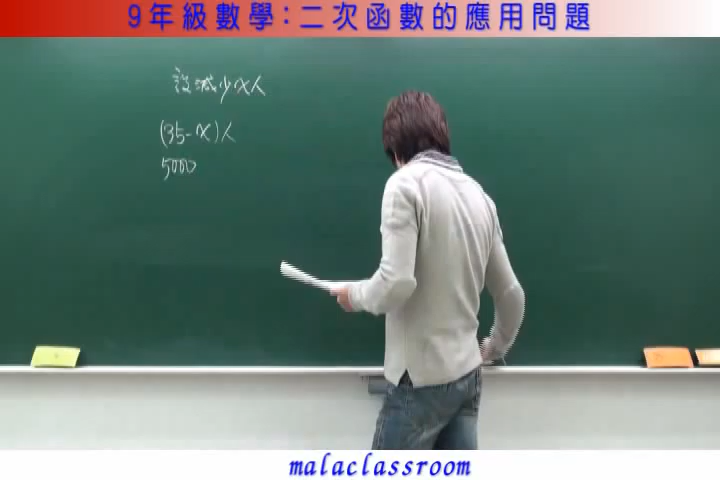 9年級數學:二次函數的應用問題
設減少x人
(35-x)人
5000
malaclassroom